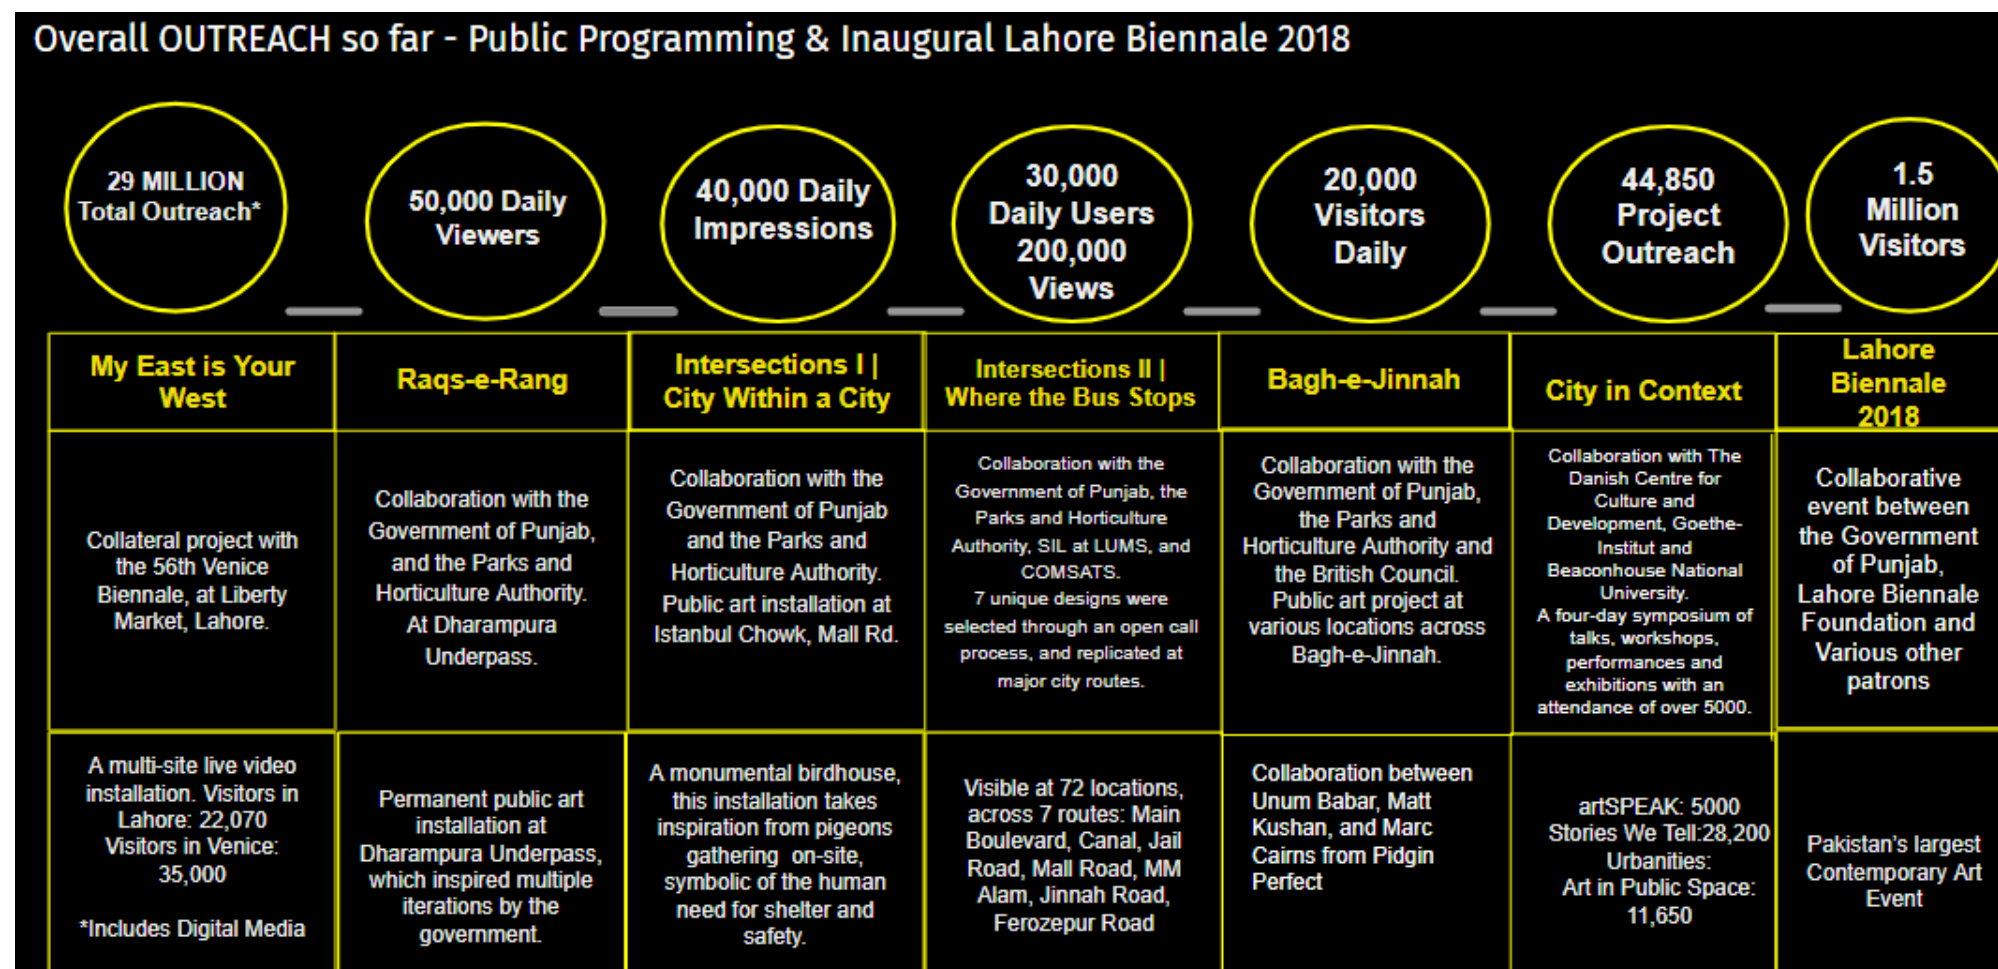 Overall OUTREACH so far - Public Programming & Inaugural Lahore Biennale 2018
29 MILLION
Total Outreach*
50,000 Daily
Viewers
40,000 Daily
Impressions
30,000
Daily Users
200,000
Views
20,000
Visitors
Daily
44,850
Project
Outreach
1.5
Million
Visitors
My East is Your
West
Raqs-e-Rang
Intersections I |
City Within a City
Intersections II |
Where the Bus Stops
Bagh-e-Jinnah
City in Context
Lahore
Biennale
2018
Collateral project with
the 56th Venice
Biennale, at Liberty
Market, Lahore.
Collaboration with the
Government of Punjab,
and the Parks and
Horticulture Authority.
At Dharampura
Underpass.
Collaboration with the
Government of Punjab
and the Parks and
Horticulture Authority.
Public art installation at
Istanbul Chowk, Mall Rd.
Collaboration with the
Government of Punjab, the
Parks and Horticulture
Authority, SIL at LUMS, and
COMSATS.
7 unique designs were
selected through an open call
process, and replicated at
major city routes.
Collaboration with the
Government of Punjab,
the Parks and
Horticulture Authority and
the British Council.
Public art project at
various locations across
Bagh-e-Jinnah.
Collaboration with The
Danish Centre for
Culture and
Development, Goethe-
Institut and
Beaconhouse National
University.
A four-day symposium of
talks, workshops,
performances and
exhibitions with an
attendance of over 5000.
Collaborative
event between
the Government
of Punjab,
Lahore Biennale
Foundation and
Various other
patrons
A multi-site live video
installation. Visitors in
Lahore: 22,070
Visitors in Venice:
35,000
*Includes Digital Media
Permanent public art
installation at
Dharampura Underpass,
which inspired multiple
iterations by the
government.
A monumental birdhouse,
this installation takes
inspiration from pigeons
gathering on-site,
symbolic of the human
need for shelter and
safety.
Visible at 72 locations,
across 7 routes: Main
Boulevard, Canal, Jail
Road, Mall Road, MM
Alam, Jinnah Road,
Ferozepur Road
Collaboration between
Unum Babar, Matt
Kushan, and Marc
Cairns from Pidgin
Perfect
artSPEAK: 5000
Stories We Tell:28,200
Urbanities:
Art in Public Space:
11,650
Pakistan's largest
Contemporary Art
Event